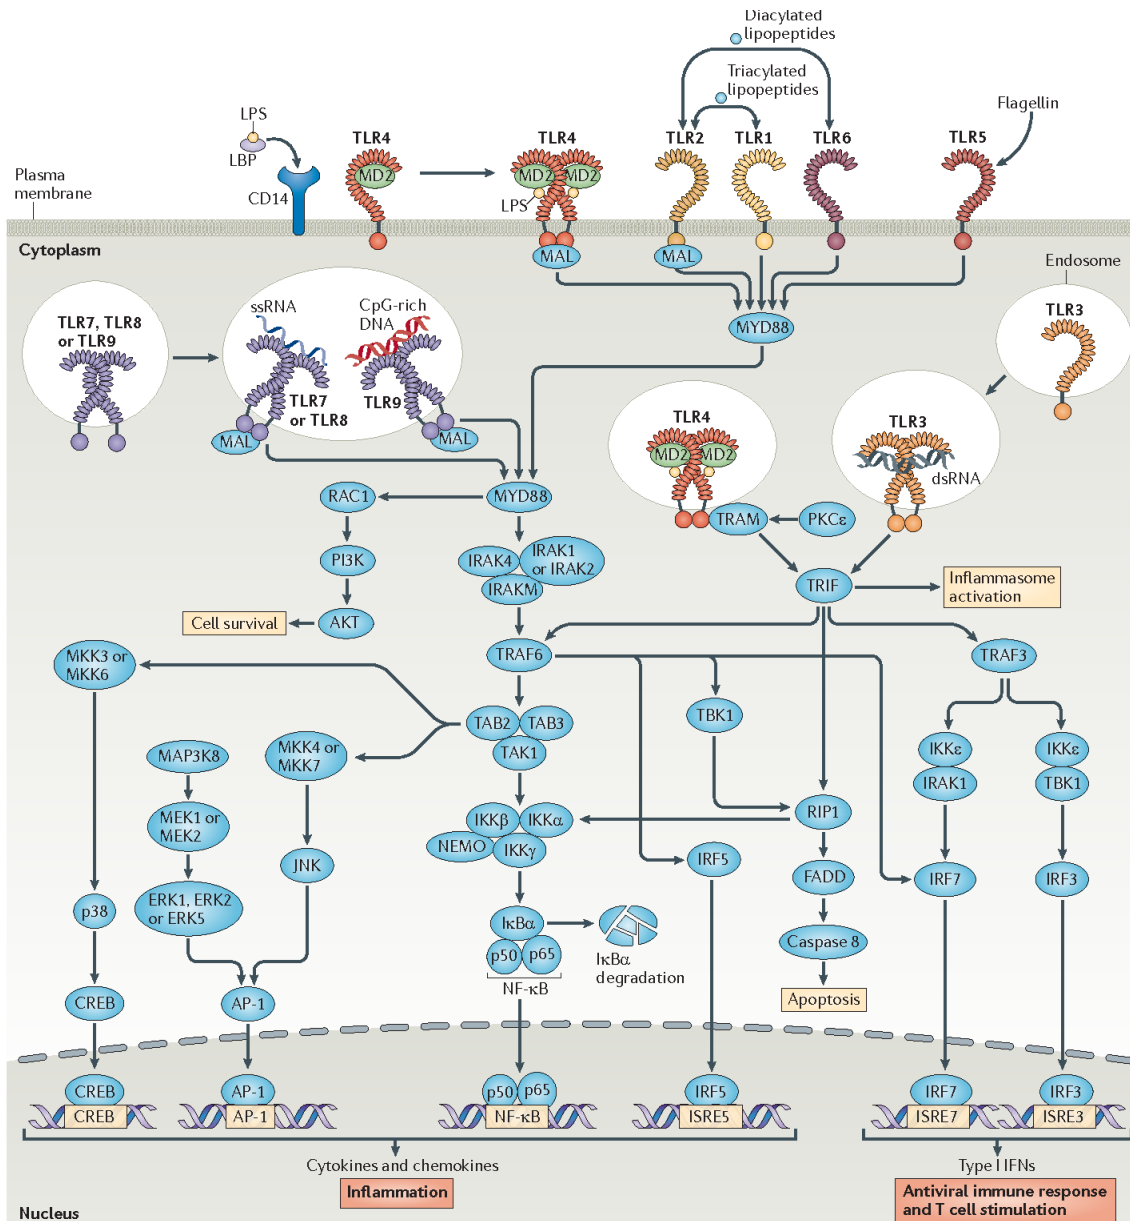 Diacylated
lipopeptides
Triacylated
lipopeptides
LPS
LBP
CD14
TLR4
MD2
TLR4
MD2
MD2
LPS
TLR2
TLR1
TLR6
TLR5
Flagellin
Plasma
membrane
Cytoplasm
MAL
MAL
Endosome
TLR7, TLR8
or TLR9
ssRNA
CpG-rich
DNA
TLR7
or TLR8
TLR9
MAL
MAL
MYD88
TLR3
TLR4
MD2
MD2
TLR3
dsRNA
RAC1
MYD88
TRAM
PKCε
PI3K
IRAK4
IRAK1
or IRAK2
IRAKM
TRIF
Inflammasome
activation
Cell survival
AKT
MKK3 or
MKK6
TRAF6
TRAF3
TAB2
TAB3
TAK1
TBK1
MAP3K8
MKK4 or
MKK7
IKKε
IRAK1
IKKε
TBK1
MEK1 or
MEK2
IKKβ
IKKα
NEMO
IKKγ
RIP1
JNK
IRF5
FADD
IRF7
IRF3
p38
ERK1, ERK2
or ERK5
IκBα
p50
p65
NF-κB
IκBα
degradation
Caspase 8
Apoptosis
CREB
AP-1
CREB
CREB
AP-1
AP-1
p50
p65
NF-κB
IRF5
ISRE5
IRF7
ISRE7
IRF3
ISRE3
Cytokines and chemokines
Inflammation
Type I IFNs
Antiviral immune response
and T cell stimulation
Nucleus